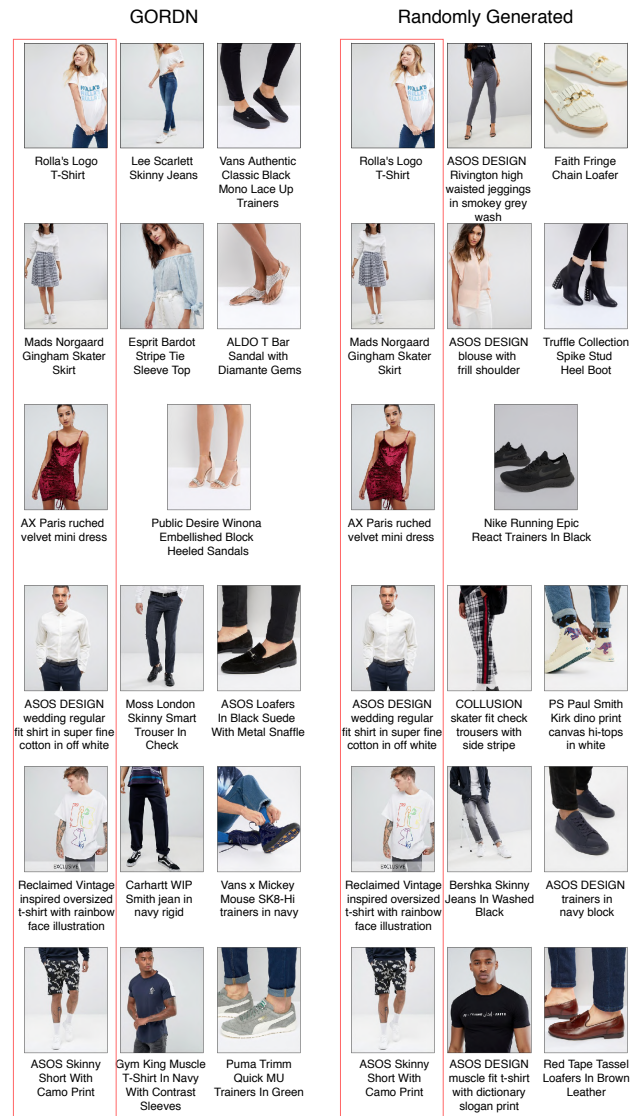 GORDN
Randomly Generated
Rolla's Logo
T-Shirt
Lee Scarlett
Skinny Jeans
Vans Authentic
Classic Black
Mono Lace Up
Trainers
Rolla's Logo
T-Shirt
ASOS DESIGN
Rivington high
waisted jeggings
in smokey grey
wash
Faith Fringe
Chain Loafer
Mads Norgaard
Gingham Skater
Skirt
Esprit Bardot
Stripe Tie
Sleeve Top
ALDO T Bar
Sandal with
Diamante Gems
Mads Norgaard
Gingham Skater
Skirt
ASOS DESIGN
blouse with
frill shoulder
Truffle Collection
Spike Stud
Heel Boot
AX Paris ruched
velvet mini dress
Public Desire Winona
Embellished Block
Heeled Sandals
AX Paris ruched
velvet mini dress
Nike Running Epic
React Trainers In Black
ASOS DESIGN
wedding regular
fit shirt in super fine
cotton in off white
Moss London
Skinny Smart
Trouser In
Check
ASOS Loafers
In Black Suede
With Metal Snaffle
ASOS DESIGN
wedding regular
fit shirt in super fine
cotton in off white
COLLUSION
skater fit check
trousers with
side stripe
PS Paul Smith
Kirk dino print
canvas hi-tops
in white
EXCLUSIVE
Reclaimed Vintage
inspired oversized
t-shirt with rainbow
face illustration
Carhartt WIP
Smith jean in
navy rigid
Vans x Mickey
Mouse SK8-Hi
trainers in navy
EXCLUSIVE
Reclaimed Vintage
inspired oversized
t-shirt with rainbow
face illustration
Bershka Skinny
Jeans In Washed
Black
ASOS DESIGN
trainers in
navy block
ASOS Skinny
Short With
Camo Print
Gym King Muscle
T-Shirt In Navy
With Contrast
Sleeves
Puma Trimm
Quick MU
Trainers In Green
ASOS Skinny
Short With
Camo Print
ASOS DESIGN
muscle fit t-shirt
with dictionary
slogan print
Red Tape Tassel
Loafers In Brown
Leather